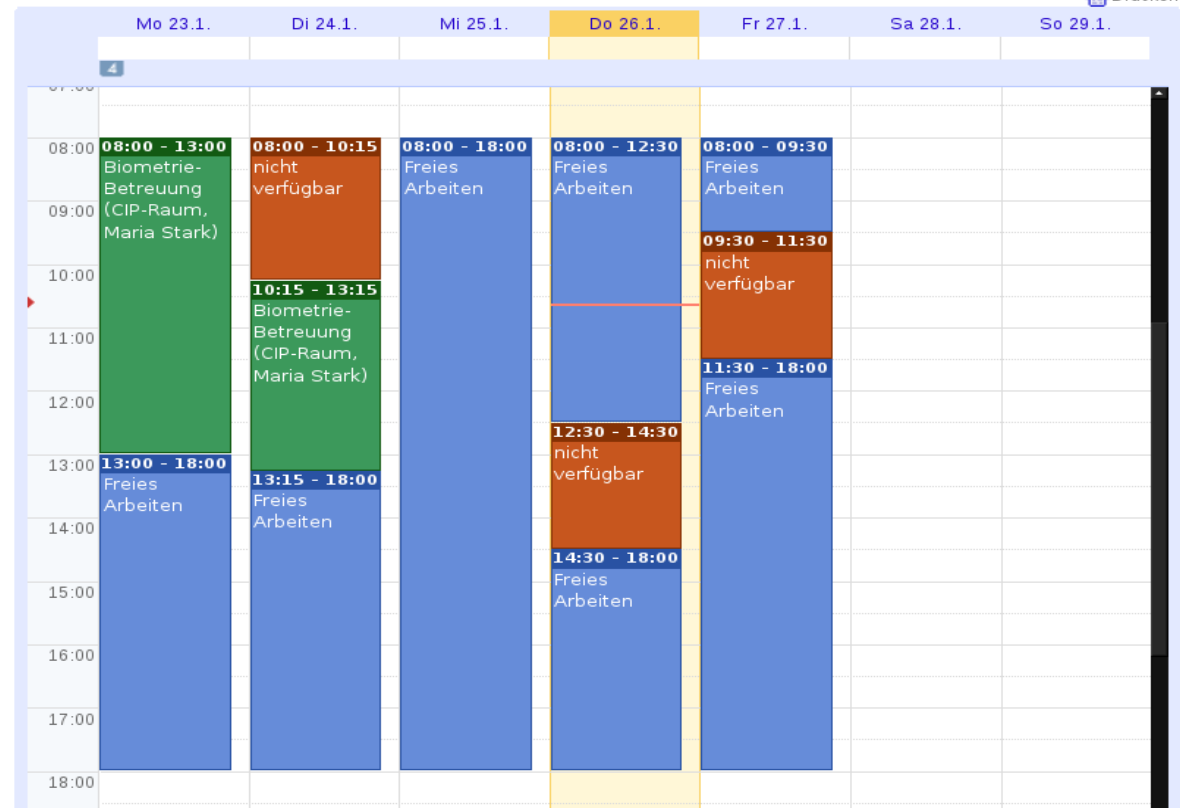 Drucken
Mo 23.1.
Di 24.1.
Mi 25.1.
Do 26.1.
Fr 27.1.
Sa 28.1.
So 29.1.
4
07:00
08:00
09:00
10:00
11:00
12:00
13:00
14:00
15:00
16:00
17:00
18:00
08:00 - 13:00
Biometrie-
Betreuung
(CIP-Raum,
Maria Stark)
13:00 - 18:00
Freies
Arbeiten
08:00 - 10:15
nicht
verfügbar
10:15 - 13:15
Biometrie-
Betreuung
(CIP-Raum,
Maria Stark)
13:15 - 18:00
Freies
Arbeiten
08:00 - 18:00
Freies
Arbeiten
08:00 - 12:30
Freies
Arbeiten
12:30 - 14:30
nicht
verfügbar
14:30 - 18:00
Freies
Arbeiten
08:00 - 09:30
Freies
Arbeiten
09:30 - 11:30
nicht
verfügbar
11:30 - 18:00
Freies
Arbeiten